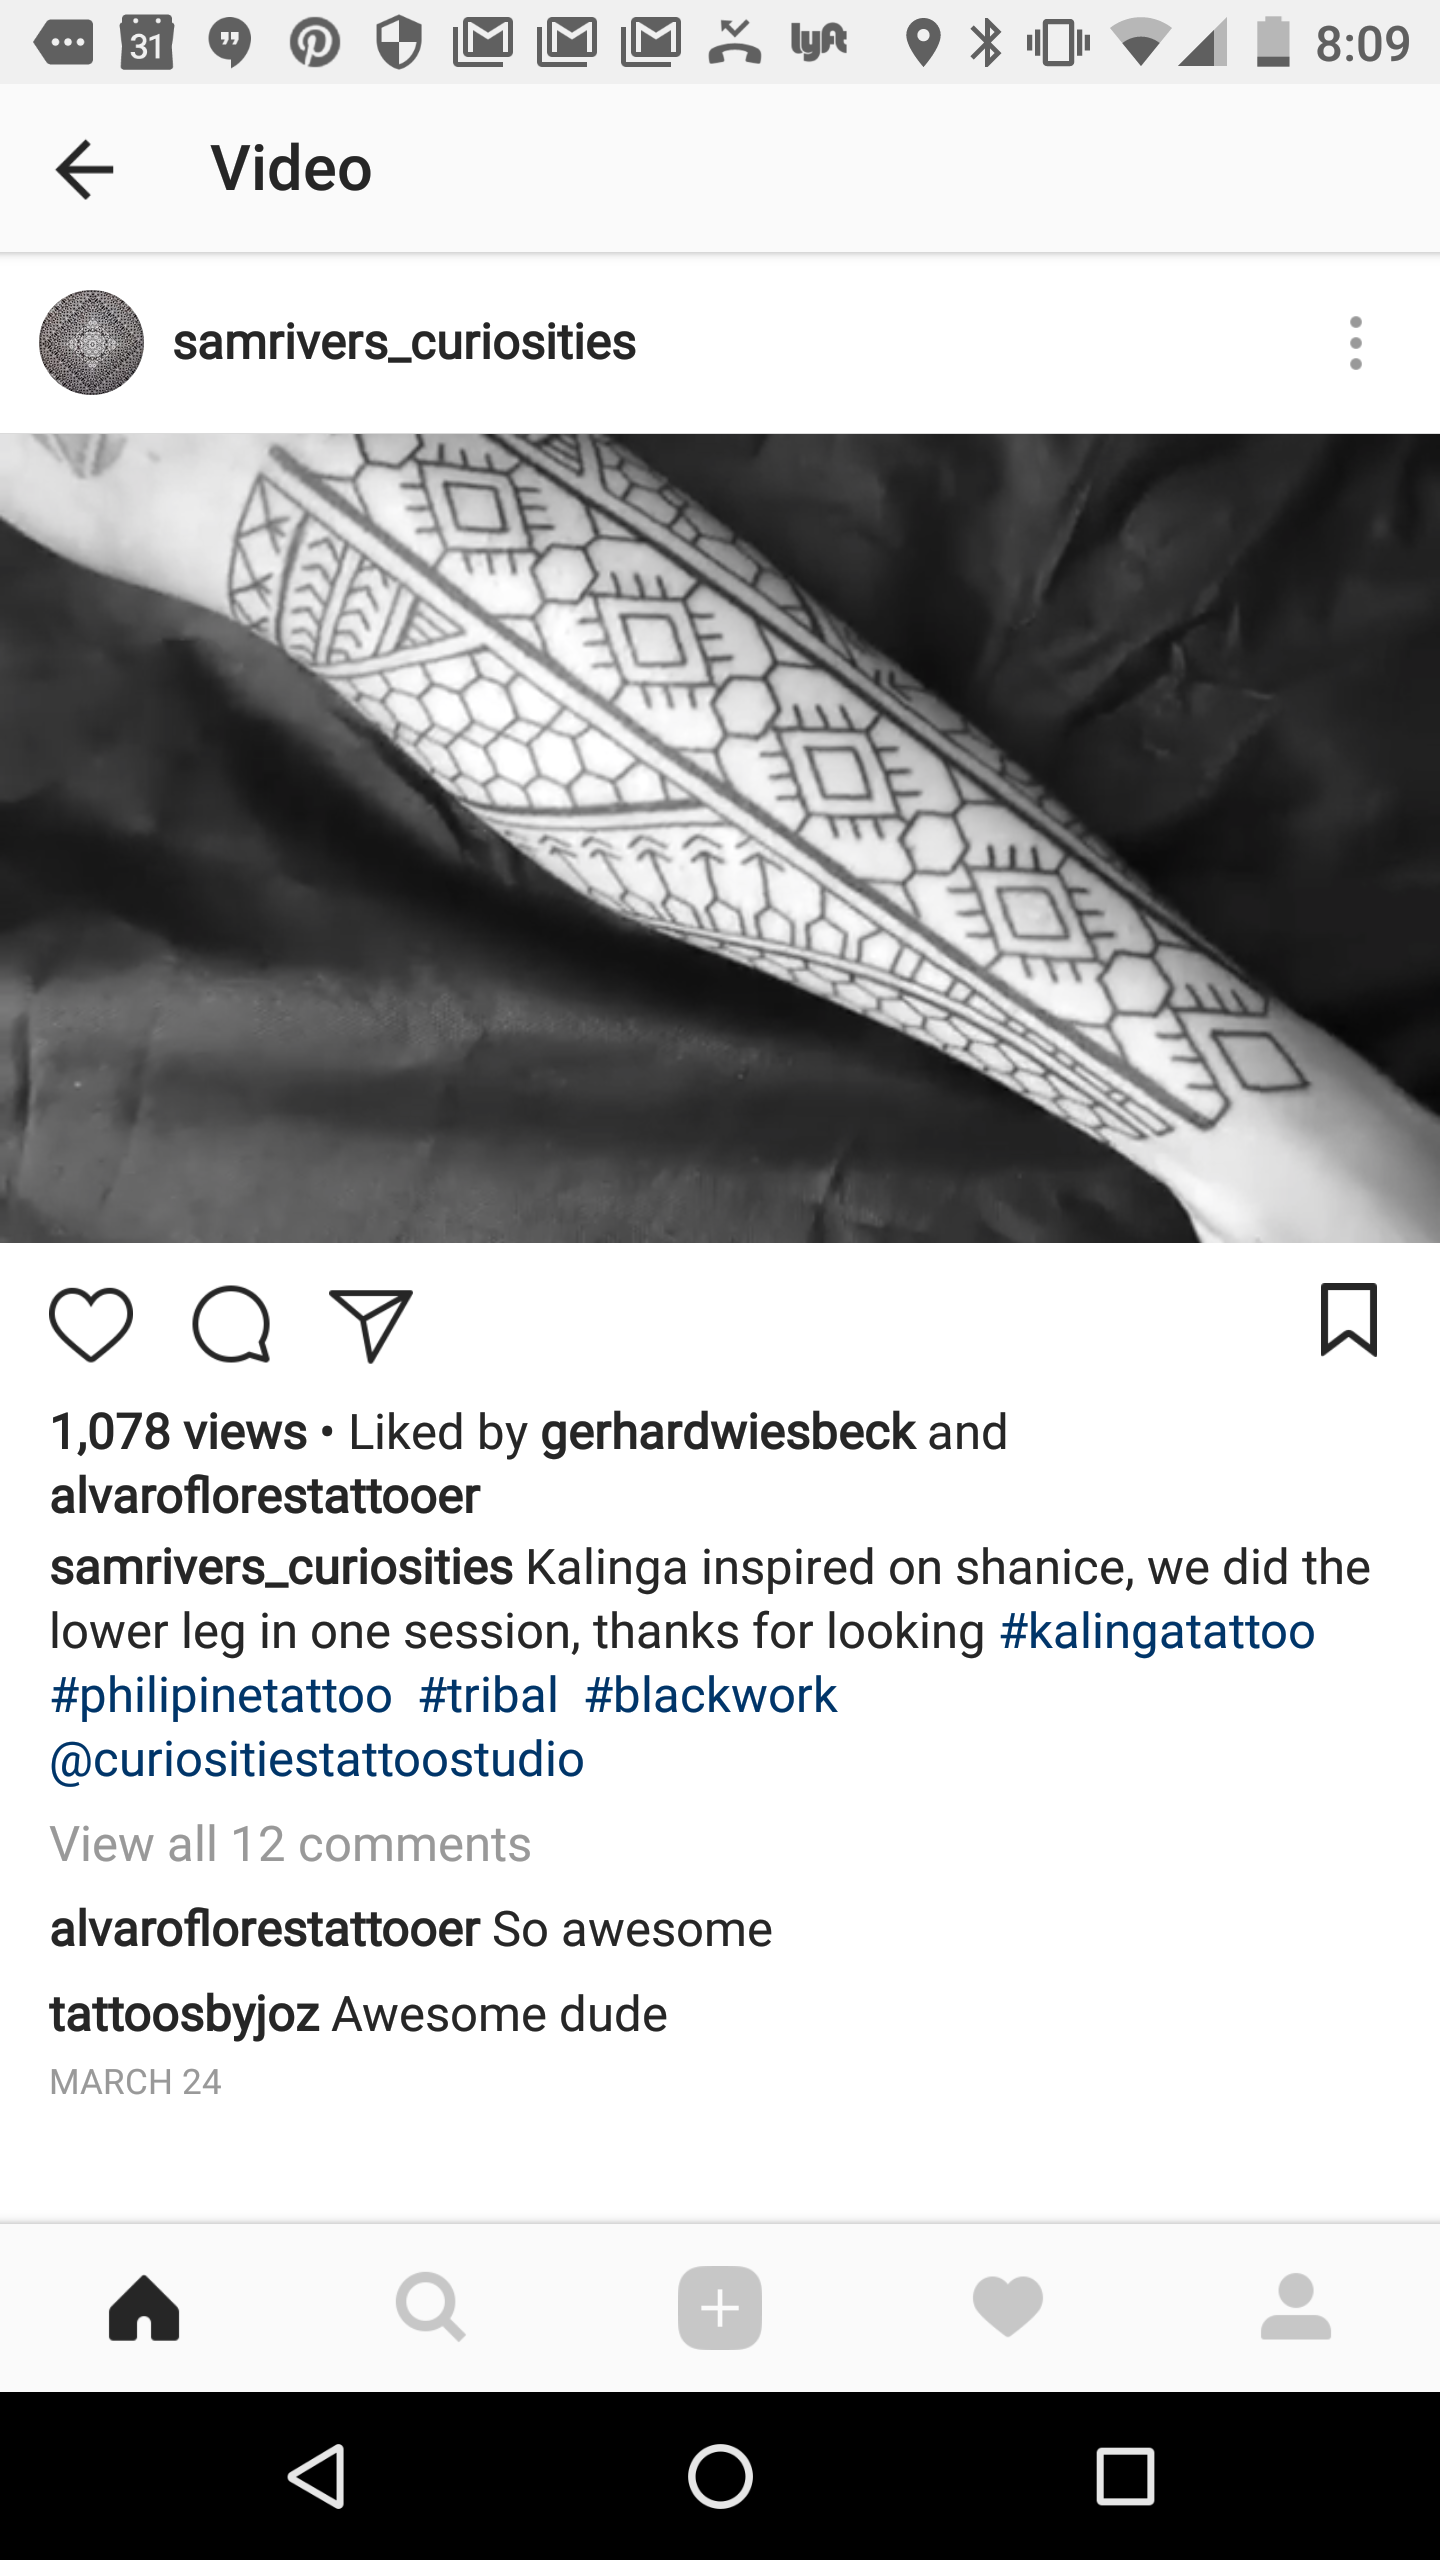 31
lyft
8:09
Video
samrivers_curiosities
1,078 views • Liked by gerhardwiesbeck and
alvaroflorestattooer
samrivers_curiosities Kalinga inspired on shanice, we did the
lower leg in one session, thanks for looking #kalingatattoo
#philipinetattoo #tribal #blackwork
@curiositiestattoostudio
View all 12 comments
alvaroflorestattooer So awesome
tattoosbyjoz Awesome dude
MARCH 24